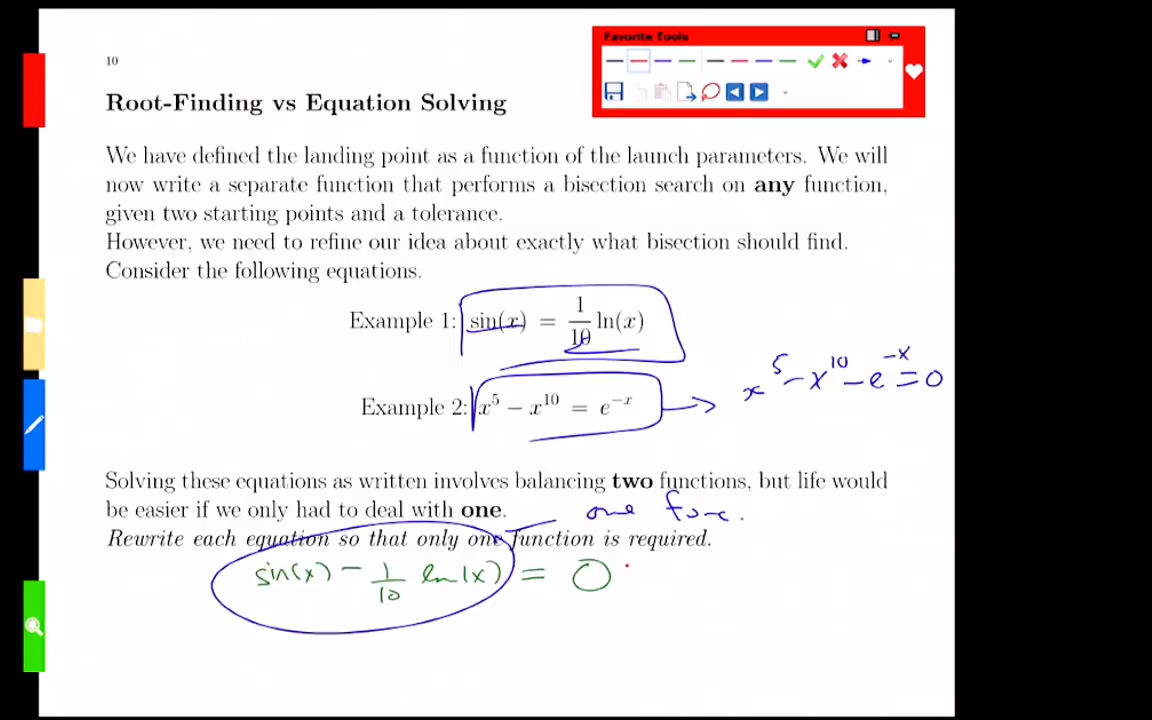 Favorite Tools
10
Root-Finding vs Equation Solving
We have defined the landing point as a function of the launch parameters. We will
now write a separate function that performs a bisection search on any function,
given two starting points and a tolerance.
However, we need to refine our idea about exactly what bisection should find.
Consider the following equations.
Example 1: sin(x) = 1/10 ln(x)
Example 2: x⁵ − x¹⁰ = e⁻ˣ
x⁵ − x¹⁰ − e⁻ˣ = 0
Solving these equations as written involves balancing two functions, but life would
be easier if we only had to deal with one.
one func.
Rewrite each equation so that only one function is required.
sin(x) − 1/10 ln(x) = 0